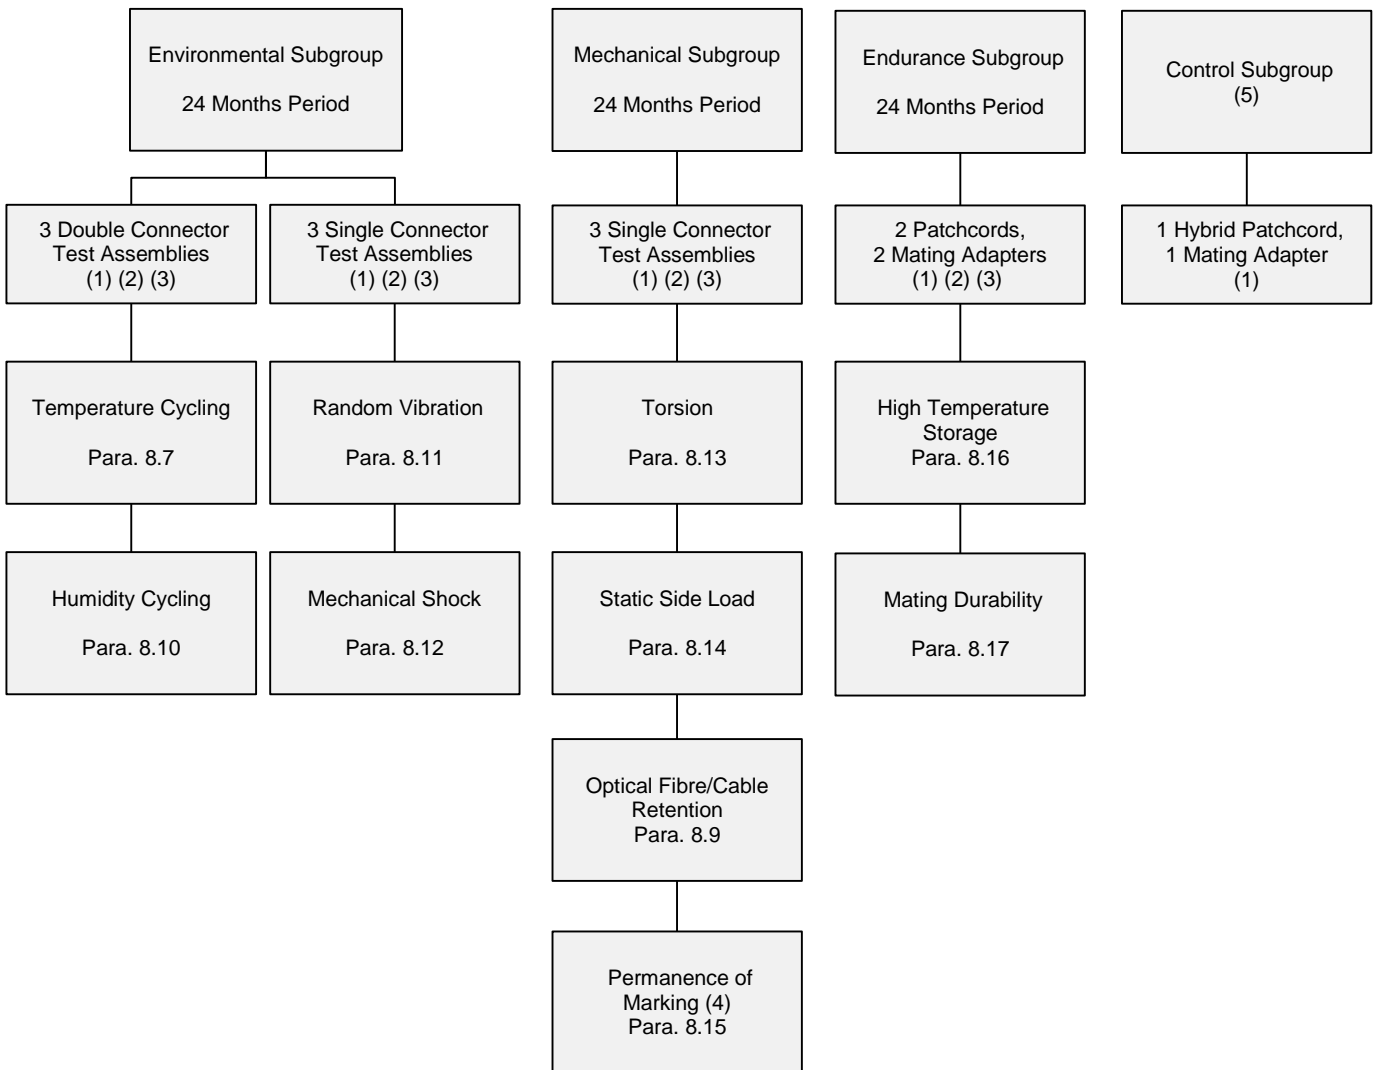 Environmental Subgroup
24 Months Period
Mechanical Subgroup
24 Months Period
Endurance Subgroup
24 Months Period
Control Subgroup
(5)
3 Double Connector
Test Assemblies
(1) (2) (3)
3 Single Connector
Test Assemblies
(1) (2) (3)
3 Single Connector
Test Assemblies
(1) (2) (3)
2 Patchcords,
2 Mating Adapters
(1) (2) (3)
1 Hybrid Patchcord,
1 Mating Adapter
(1)
Temperature Cycling
Para. 8.7
Random Vibration
Para. 8.11
Torsion
Para. 8.13
High Temperature
Storage
Para. 8.16
Humidity Cycling
Para. 8.10
Mechanical Shock
Para. 8.12
Static Side Load
Para. 8.14
Mating Durability
Para. 8.17
Optical Fibre/Cable
Retention
Para. 8.9
Permanence of
Marking (4)
Para. 8.15